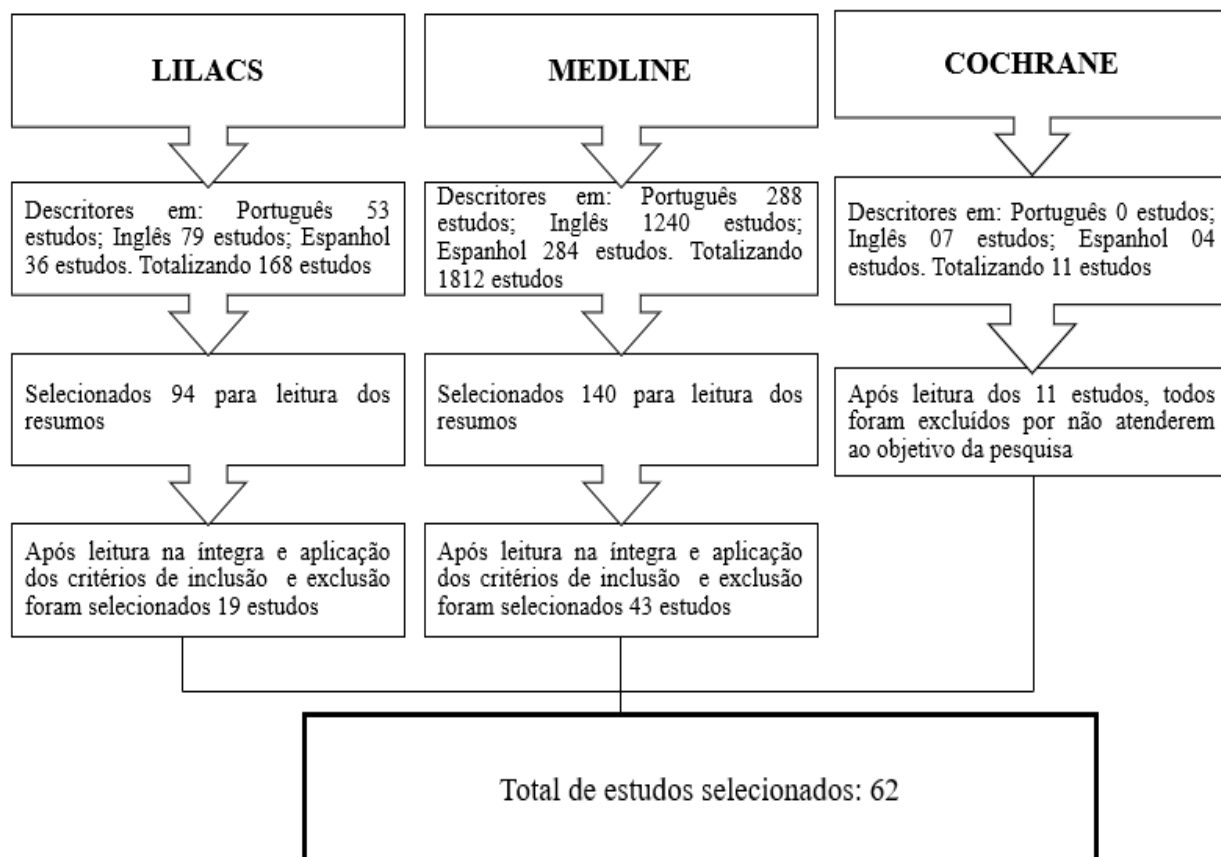 LILACS
Descritores em: Português 53
estudos; Inglês 79 estudos; Espanhol
36 estudos. Totalizando 168 estudos
Selecionados 94 para leitura dos
resumos
Após leitura na íntegra e aplicação
dos critérios de inclusão e exclusão
foram selecionados 19 estudos
MEDLINE
Descritores em: Português 288
estudos; Inglês 1240 estudos;
Espanhol 284 estudos. Totalizando
1812 estudos
Selecionados 140 para leitura dos
resumos
Após leitura na íntegra e aplicação
dos critérios de inclusão e exclusão
foram selecionados 43 estudos
COCHRANE
Descritores em: Português 0 estudos;
Inglês 07 estudos; Espanhol 04
estudos. Totalizando 11 estudos
Após leitura dos 11 estudos, todos
foram excluídos por não atenderem
ao objetivo da pesquisa
Total de estudos selecionados: 62